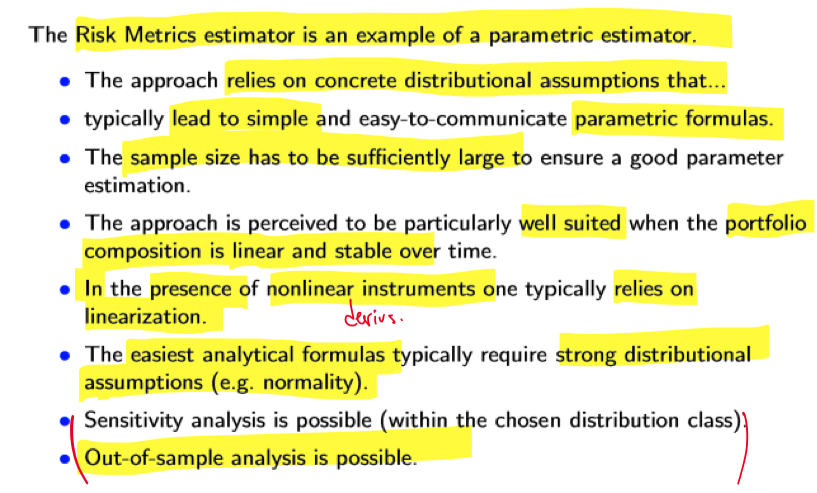 The Risk Metrics estimator is an example of a parametric estimator.
• The approach relies on concrete distributional assumptions that...
• typically lead to simple and easy-to-communicate parametric formulas.
• The sample size has to be sufficiently large to ensure a good parameter
estimation.
• The approach is perceived to be particularly well suited when the portfolio
composition is linear and stable over time.
• In the presence of nonlinear instruments one typically relies on
linearization.
derivs.
• The easiest analytical formulas typically require strong distributional
assumptions (e.g. normality).
• Sensitivity analysis is possible (within the chosen distribution class).
• Out-of-sample analysis is possible.